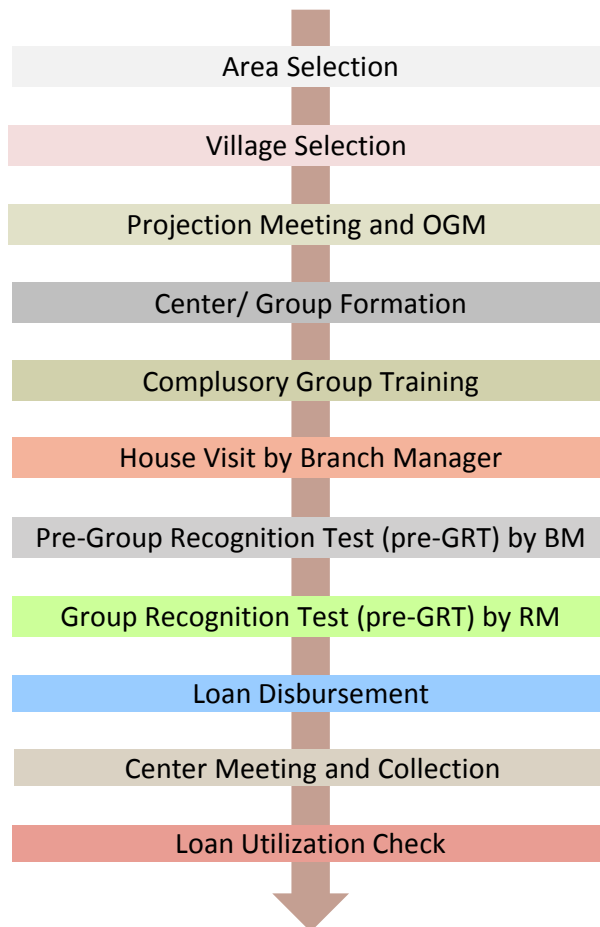 Area Selection
Village Selection
Projection Meeting and OGM
Center/ Group Formation
Complusory Group Training
House Visit by Branch Manager
Pre-Group Recognition Test (pre-GRT) by BM
Group Recognition Test (pre-GRT) by RM
Loan Disbursement
Center Meeting and Collection
Loan Utilization Check